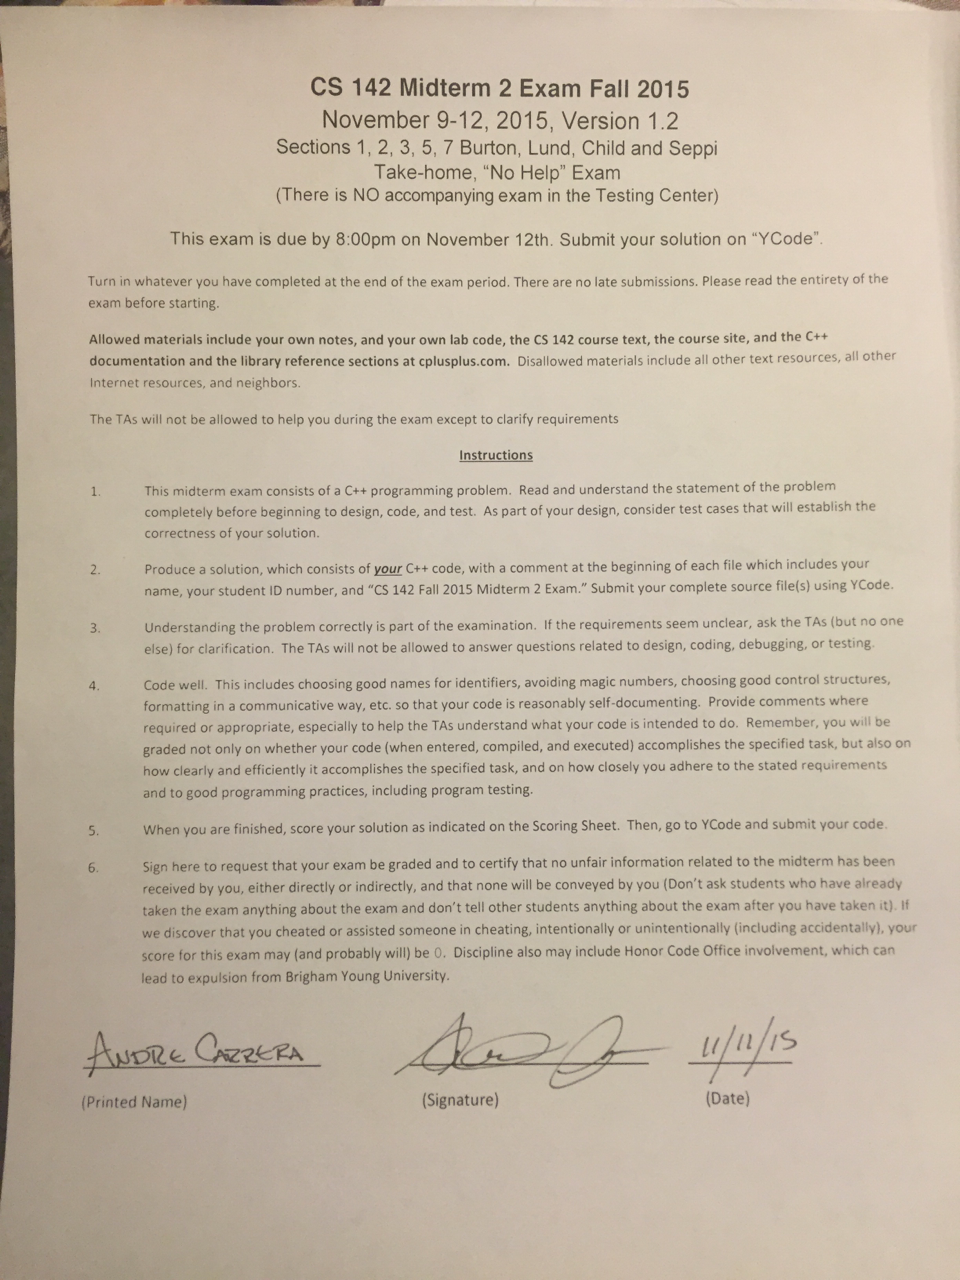 CS 142 Midterm 2 Exam Fall 2015
November 9-12, 2015, Version 1.2
Sections 1, 2, 3, 5, 7 Burton, Lund, Child and Seppi
Take-home, “No Help” Exam
(There is NO accompanying exam in the Testing Center)
This exam is due by 8:00pm on November 12th. Submit your solution on “YCode”.
Turn in whatever you have completed at the end of the exam period. There are no late submissions. Please read the entirety of the
exam before starting.
Allowed materials include your own notes, and your own lab code, the CS 142 course text, the course site, and the C++
documentation and the library reference sections at cplusplus.com. Disallowed materials include all other text resources, all other
Internet resources, and neighbors.
The TAs will not be allowed to help you during the exam except to clarify requirements
Instructions
1. This midterm exam consists of a C++ programming problem. Read and understand the statement of the problem
completely before beginning to design, code, and test. As part of your design, consider test cases that will establish the
correctness of your solution.
2. Produce a solution, which consists of your C++ code, with a comment at the beginning of each file which includes your
name, your student ID number, and “CS 142 Fall 2015 Midterm 2 Exam.” Submit your complete source file(s) using YCode.
3. Understanding the problem correctly is part of the examination. If the requirements seem unclear, ask the TAs (but no one
else) for clarification. The TAs will not be allowed to answer questions related to design, coding, debugging, or testing.
4. Code well. This includes choosing good names for identifiers, avoiding magic numbers, choosing good control structures,
formatting in a communicative way, etc. so that your code is reasonably self-documenting. Provide comments where
required or appropriate, especially to help the TAs understand what your code is intended to do. Remember, you will be
graded not only on whether your code (when entered, compiled, and executed) accomplishes the specified task, but also on
how clearly and efficiently it accomplishes the specified task, and on how closely you adhere to the stated requirements
and to good programming practices, including program testing.
5. When you are finished, score your solution as indicated on the Scoring Sheet. Then, go to YCode and submit your code.
6. Sign here to request that your exam be graded and to certify that no unfair information related to the midterm has been
received by you, either directly or indirectly, and that none will be conveyed by you (Don’t ask students who have already
taken the exam anything about the exam and don’t tell other students anything about the exam after you have taken it). If
we discover that you cheated or assisted someone in cheating, intentionally or unintentionally (including accidentally), your
score for this exam may (and probably will) be 0. Discipline also may include Honor Code Office involvement, which can
lead to expulsion from Brigham Young University.
ANDRE CARRERA 11/11/15
(Printed Name) (Signature) (Date)